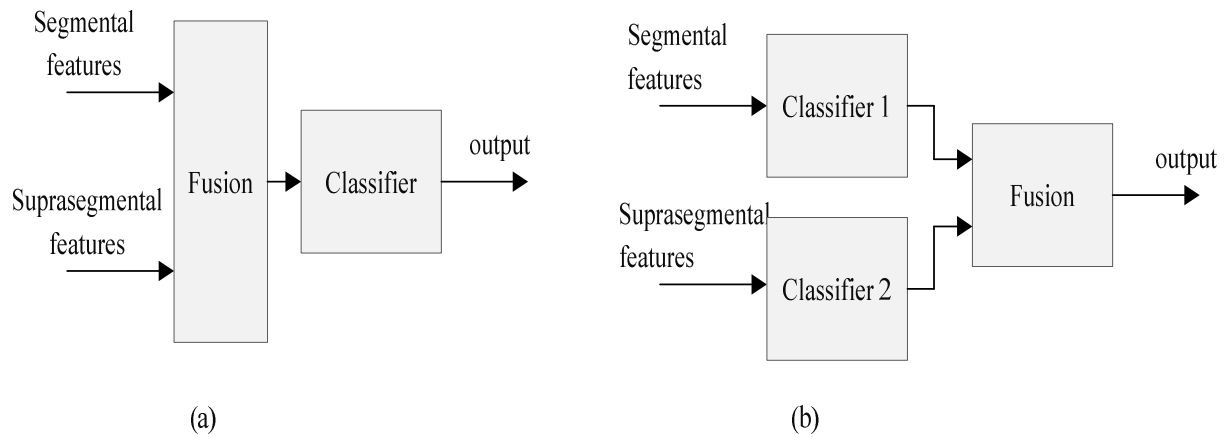 Segmental
features
Suprasegmental
features
Fusion
Classifier
output
(a)
Segmental
features
Suprasegmental
features
Classifier 1
Classifier 2
Fusion
output
(b)